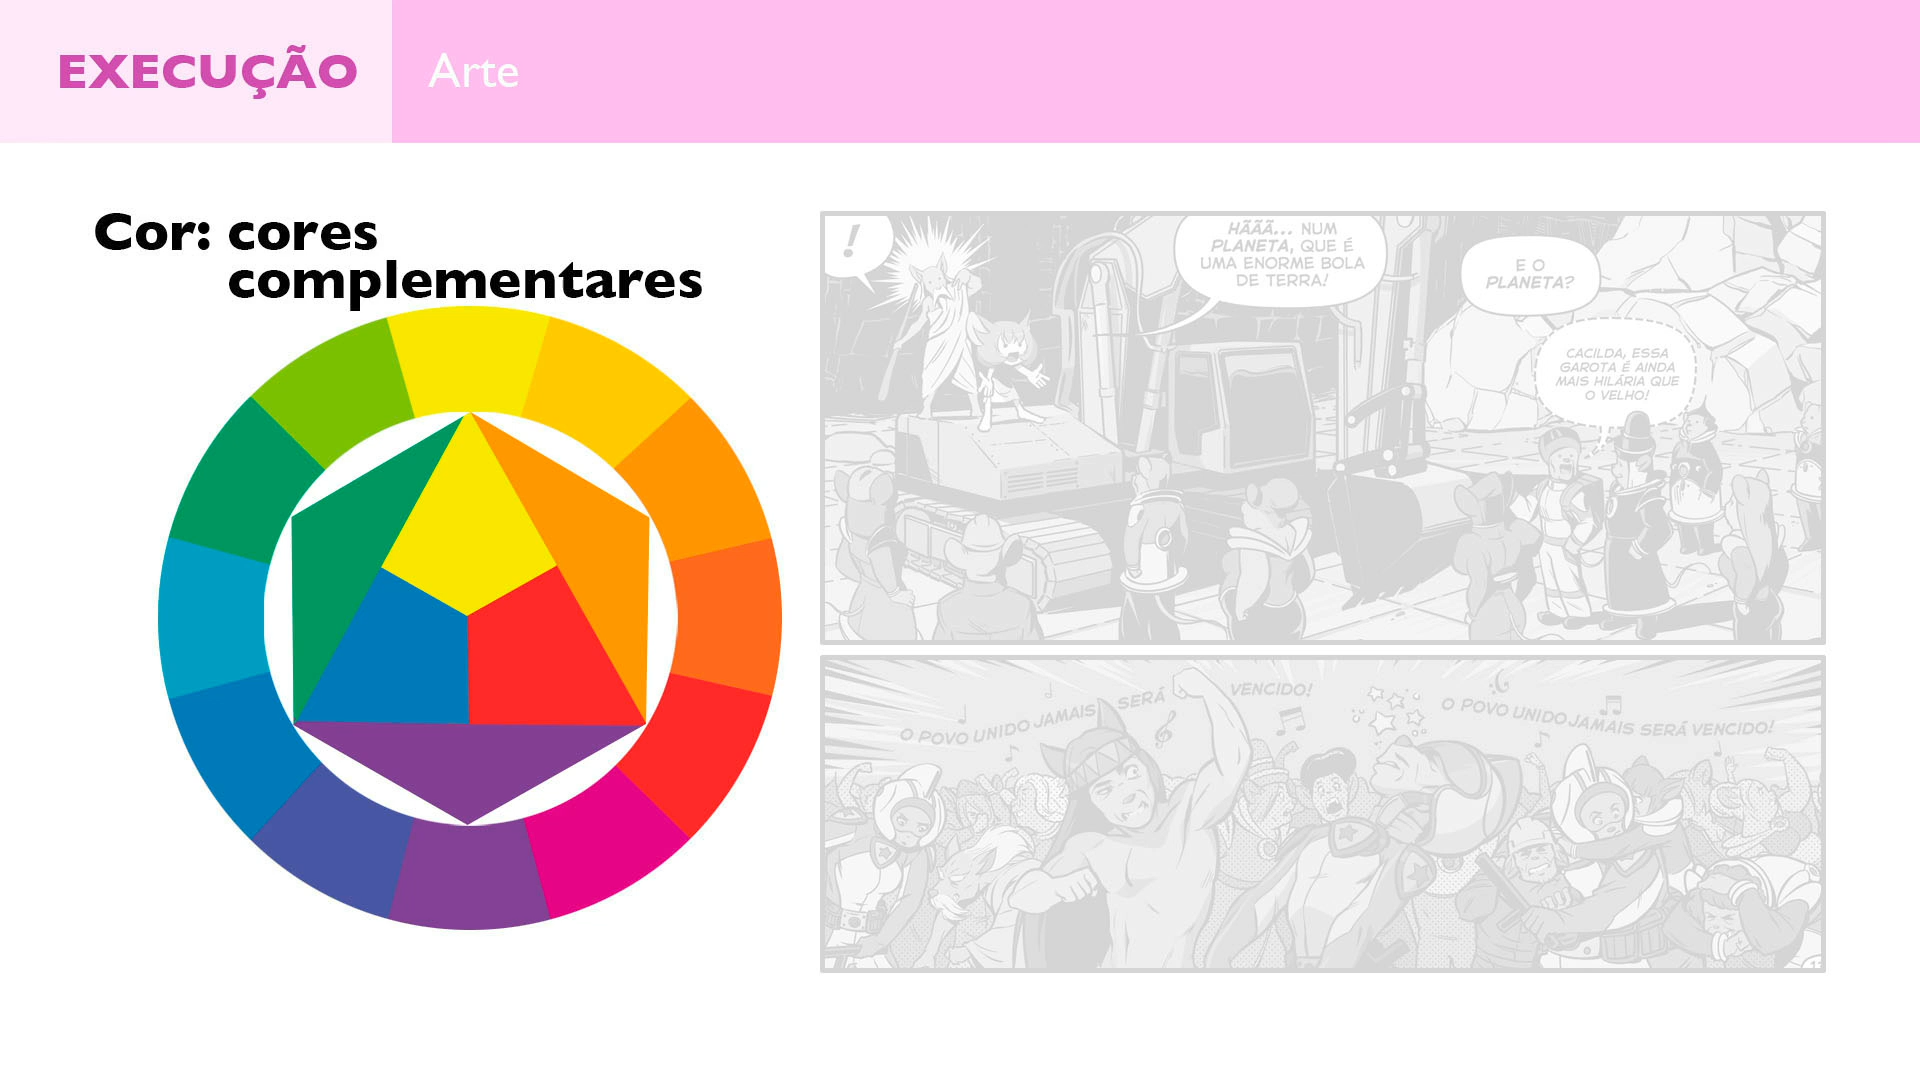 EXECUÇÃO
Arte
Cor: cores
complementares
!
HÃÃÃ... NUM
PLANETA, QUE É
UMA ENORME BOLA
DE TERRA!
E O
PLANETA?
CACILDA, ESSA
GAROTA É AINDA
MAIS HILÁRIA QUE
O VELHO!
O POVO UNIDO JAMAIS SERÁ VENCIDO!
O POVO UNIDO JAMAIS SERÁ VENCIDO!